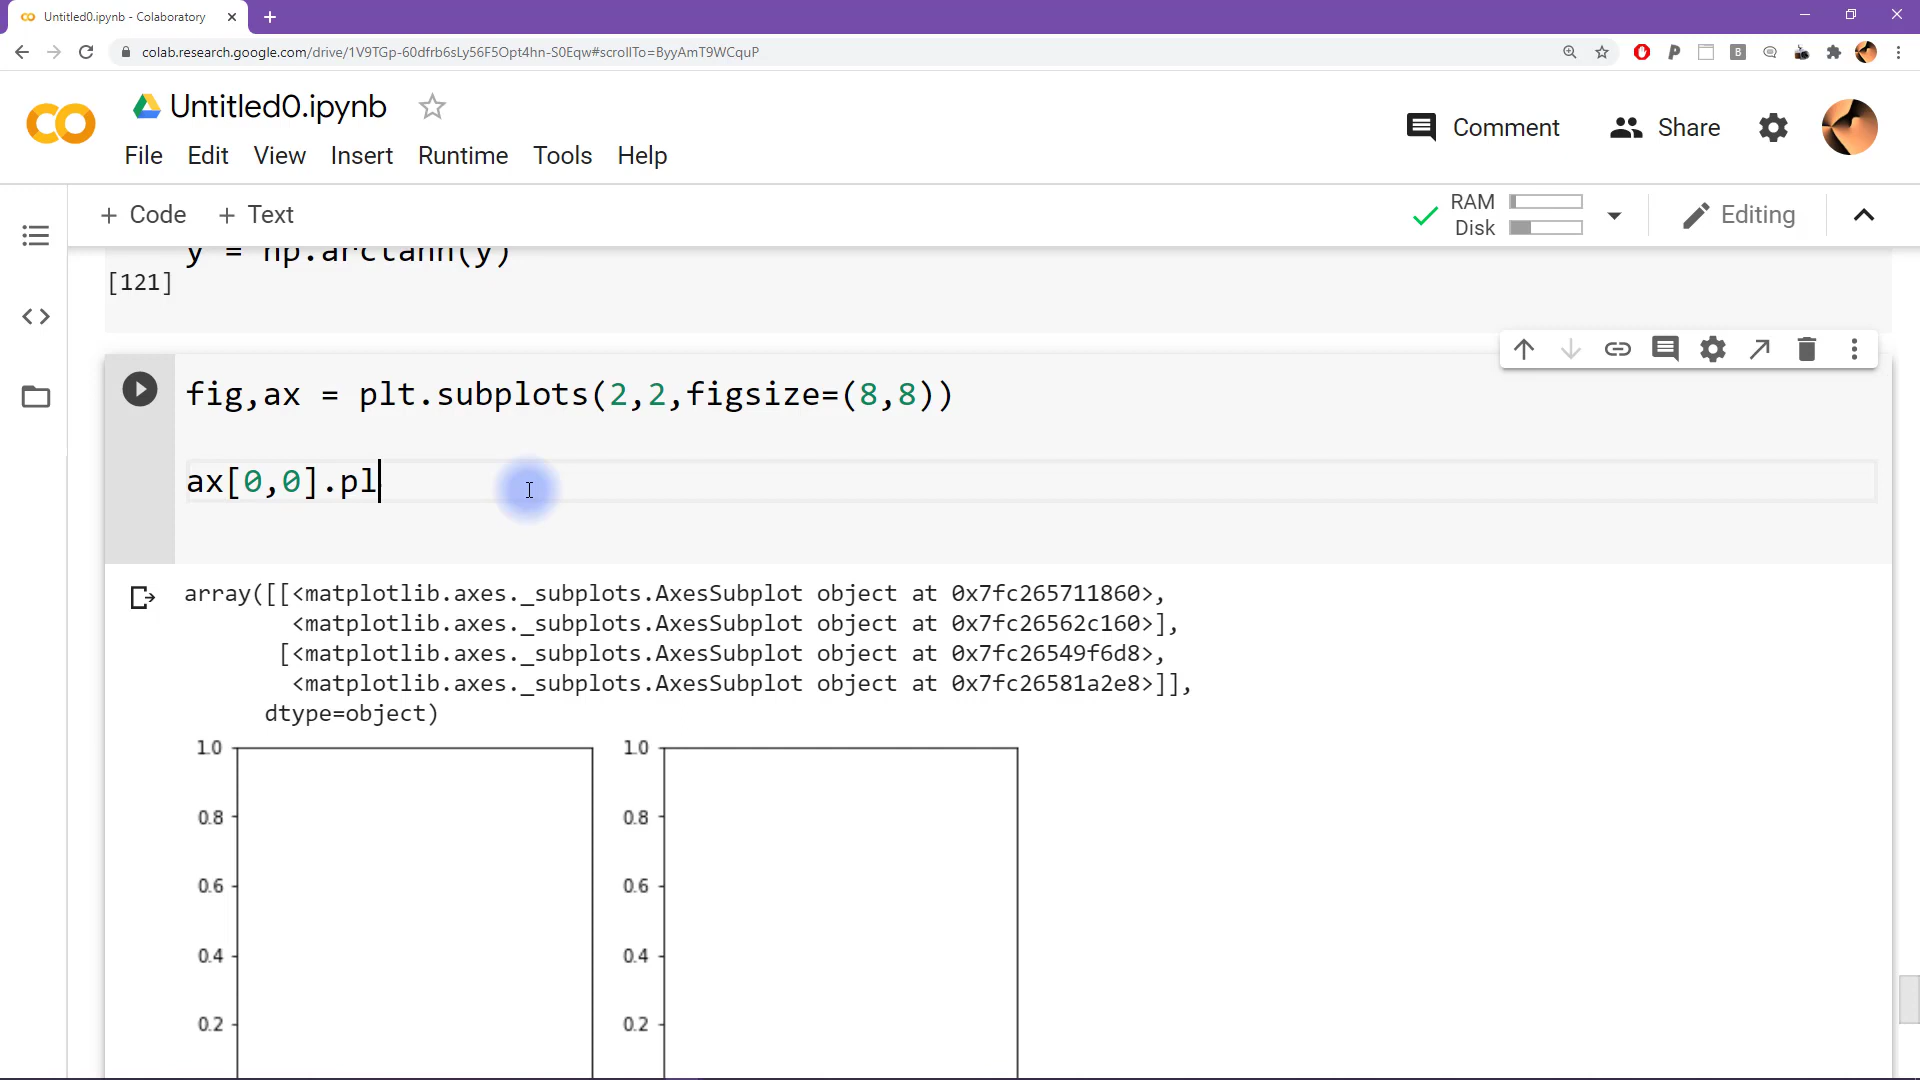 Untitled0.ipynb - Colaboratory
colab.research.google.com/drive/1V9TGp-60dfrb6sLy56F5Opt4hn-S0Eqw#scrollTo=ByyAmT9WCquP
Untitled0.ipynb
Comment
Share
File Edit View Insert Runtime Tools Help
+ Code + Text
RAM
Disk
Editing
y = np.arctanh(y)
[121]
fig,ax = plt.subplots(2,2,figsize=(8,8))
ax[0,0].pl
array([[<matplotlib.axes._subplots.AxesSubplot object at 0x7fc265711860>,
<matplotlib.axes._subplots.AxesSubplot object at 0x7fc26562c160>],
[<matplotlib.axes._subplots.AxesSubplot object at 0x7fc26549f6d8>,
<matplotlib.axes._subplots.AxesSubplot object at 0x7fc26581a2e8>]],
dtype=object)
1.0 1.0
0.8 0.8
0.6 0.6
0.4 0.4
0.2 0.2